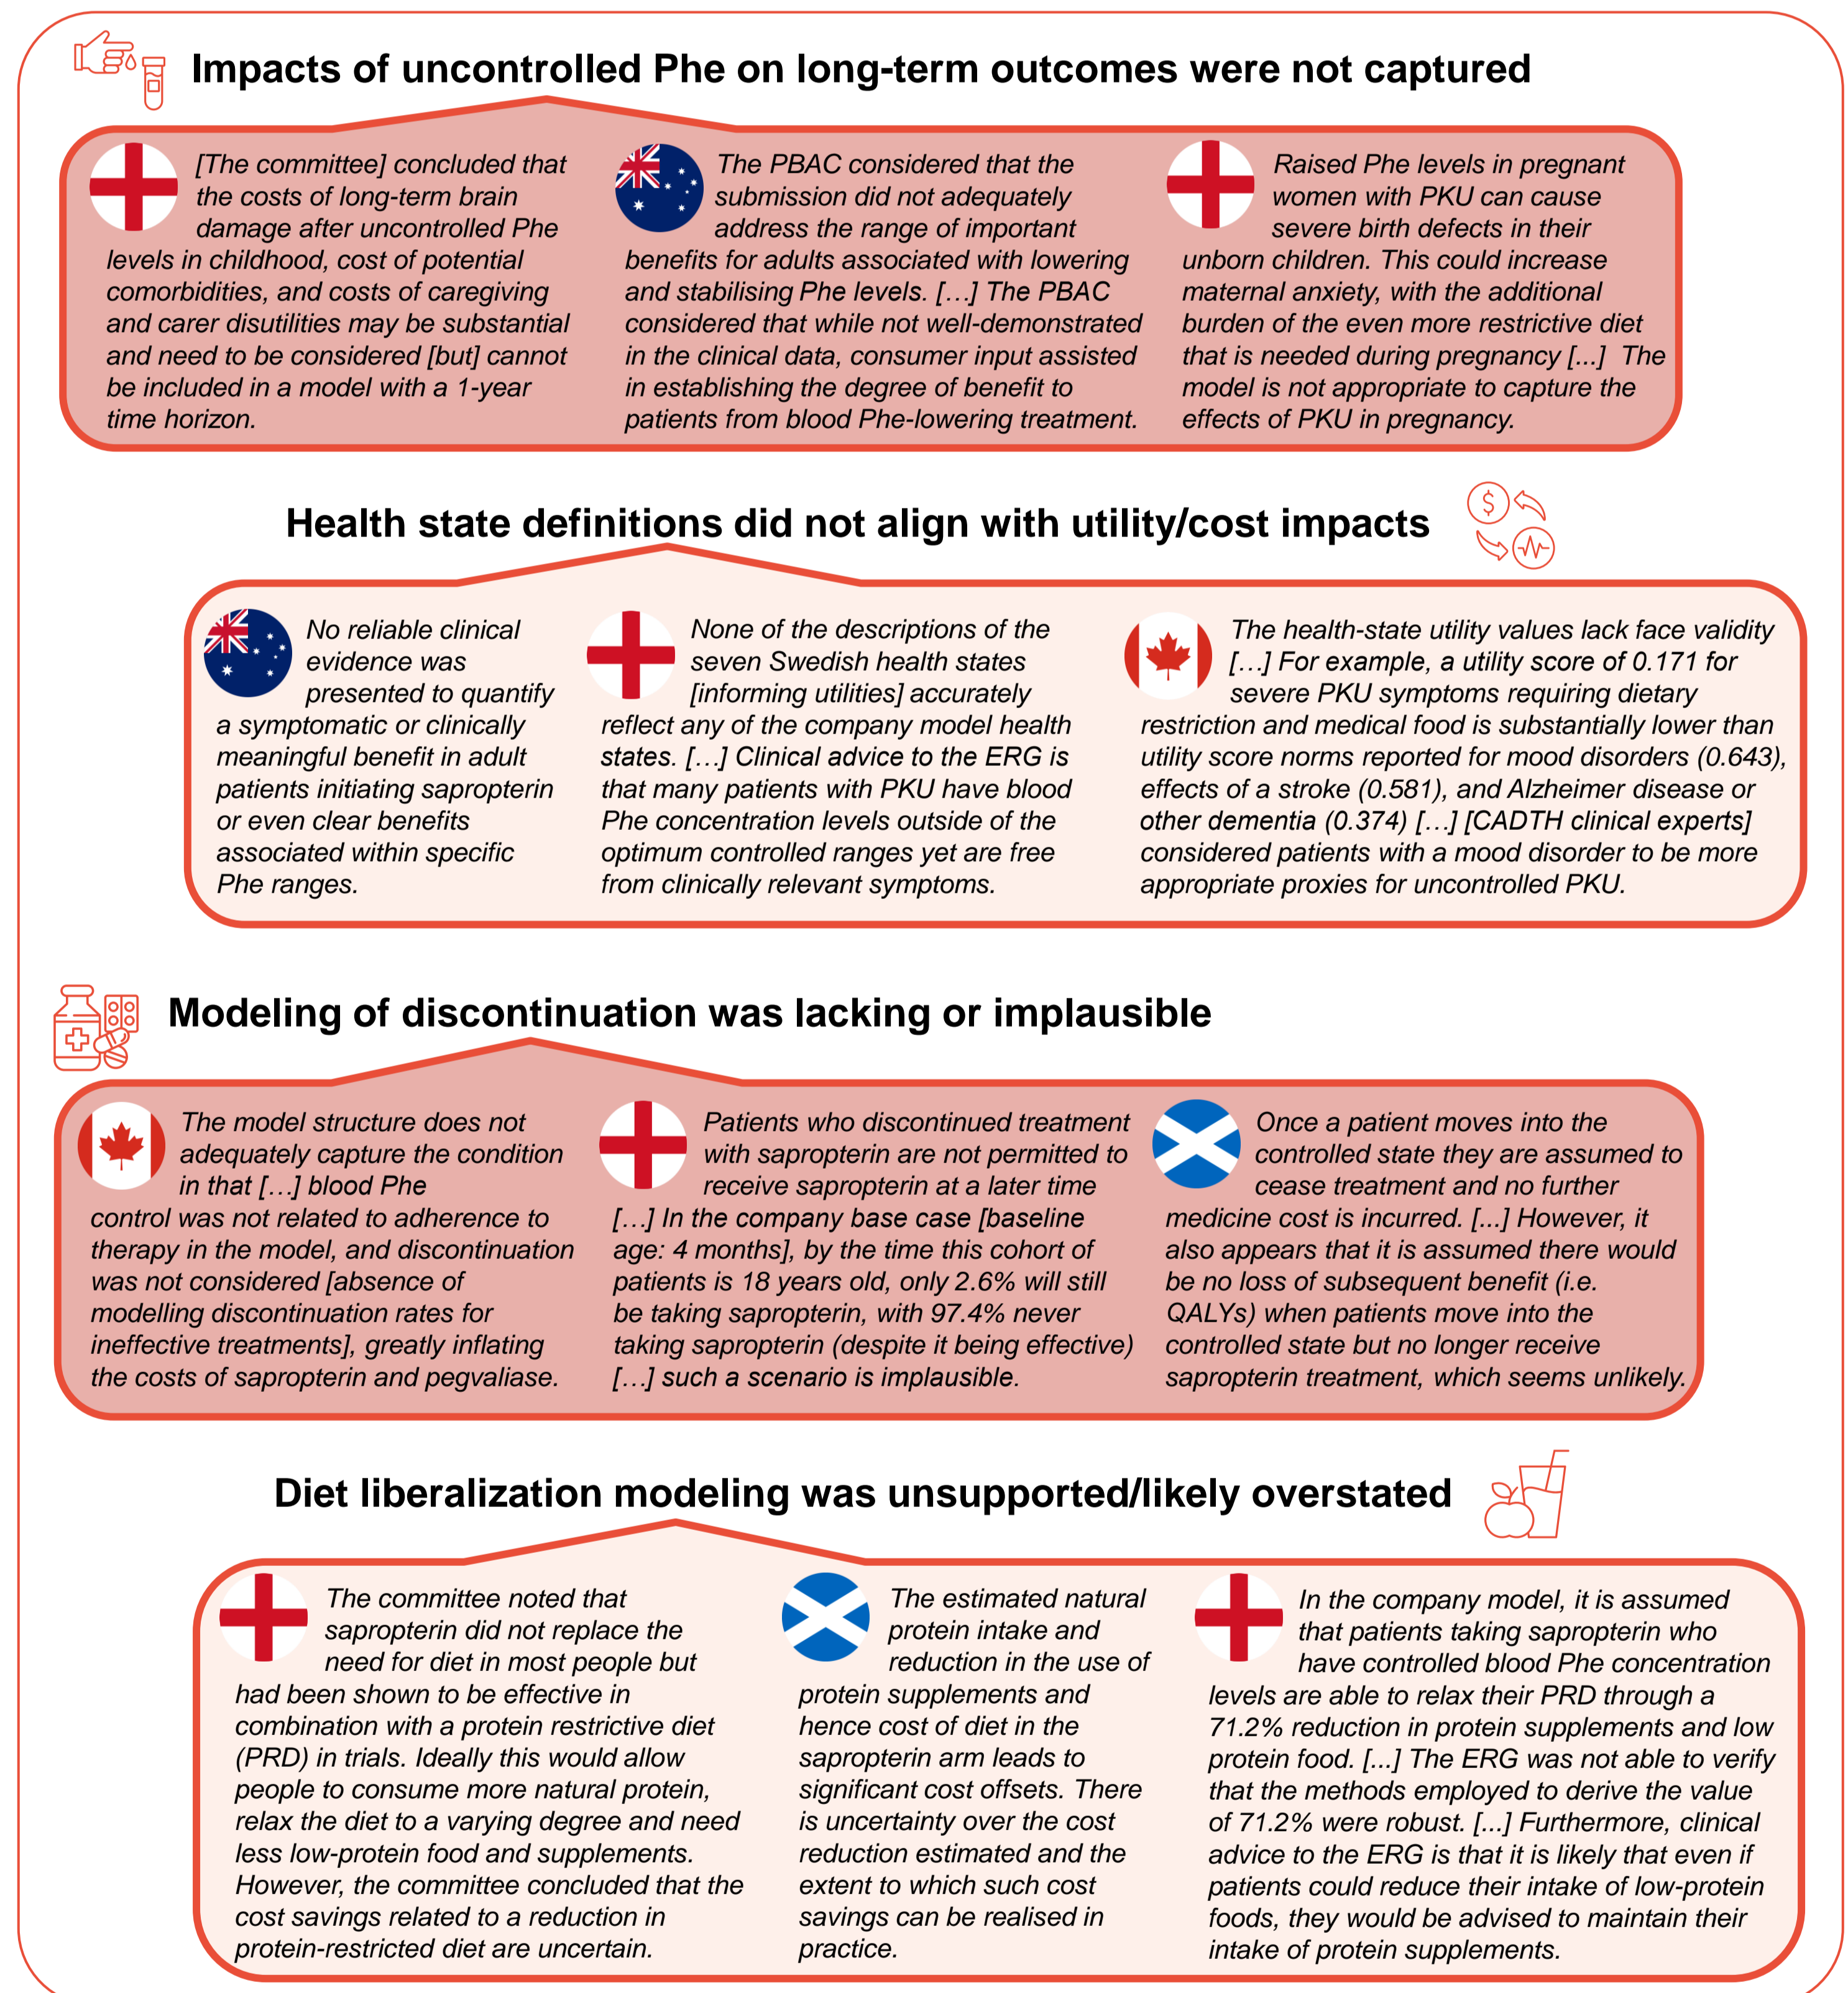 Impacts of uncontrolled Phe on long-term outcomes were not captured
[The committee] concluded that
the costs of long-term brain
damage after uncontrolled Phe
levels in childhood, cost of potential
comorbidities, and costs of caregiving
and carer disutilities may be substantial
and need to be considered [but] cannot
be included in a model with a 1-year
time horizon.
The PBAC considered that the
submission did not adequately
address the range of important
benefits for adults associated with lowering
and stabilising Phe levels. […] The PBAC
considered that while not well-demonstrated
in the clinical data, consumer input assisted
in establishing the degree of benefit to
patients from blood Phe-lowering treatment.
Raised Phe levels in pregnant
women with PKU can cause
severe birth defects in their
unborn children. This could increase
maternal anxiety, with the additional
burden of the even more restrictive diet
that is needed during pregnancy [...] The
model is not appropriate to capture the
effects of PKU in pregnancy.
Health state definitions did not align with utility/cost impacts
$
No reliable clinical
evidence was
presented to quantify
a symptomatic or clinically
meaningful benefit in adult
patients initiating sapropterin
or even clear benefits
associated within specific
Phe ranges.
None of the descriptions of the
seven Swedish health states
[informing utilities] accurately
reflect any of the company model health
states. […] Clinical advice to the ERG is
that many patients with PKU have blood
Phe concentration levels outside of the
optimum controlled ranges yet are free
from clinically relevant symptoms.
The health-state utility values lack face validity
[…] For example, a utility score of 0.171 for
severe PKU symptoms requiring dietary
restriction and medical food is substantially lower than
utility score norms reported for mood disorders (0.643),
effects of a stroke (0.581), and Alzheimer disease or
other dementia (0.374) […] [CADTH clinical experts]
considered patients with a mood disorder to be more
appropriate proxies for uncontrolled PKU.
Modeling of discontinuation was lacking or implausible
The model structure does not
adequately capture the condition
in that […] blood Phe
control was not related to adherence to
therapy in the model, and discontinuation
was not considered [absence of
modelling discontinuation rates for
ineffective treatments], greatly inflating
the costs of sapropterin and pegvaliase.
Patients who discontinued treatment
with sapropterin are not permitted to
receive sapropterin at a later time
[…] In the company base case [baseline
age: 4 months], by the time this cohort of
patients is 18 years old, only 2.6% will still
be taking sapropterin, with 97.4% never
taking sapropterin (despite it being effective)
[…] such a scenario is implausible.
Once a patient moves into the
controlled state they are assumed to
cease treatment and no further
medicine cost is incurred. [...] However, it
also appears that it is assumed there would
be no loss of subsequent benefit (i.e.
QALYs) when patients move into the
controlled state but no longer receive
sapropterin treatment, which seems unlikely.
Diet liberalization modeling was unsupported/likely overstated
The committee noted that
sapropterin did not replace the
need for diet in most people but
had been shown to be effective in
combination with a protein restrictive diet
(PRD) in trials. Ideally this would allow
people to consume more natural protein,
relax the diet to a varying degree and need
less low-protein food and supplements.
However, the committee concluded that the
cost savings related to a reduction in
protein-restricted diet are uncertain.
The estimated natural
protein intake and
reduction in the use of
protein supplements and
hence cost of diet in the
sapropterin arm leads to
significant cost offsets. There
is uncertainty over the cost
reduction estimated and the
extent to which such cost
savings can be realised in
practice.
In the company model, it is assumed
that patients taking sapropterin who
have controlled blood Phe concentration
levels are able to relax their PRD through a
71.2% reduction in protein supplements and low
protein food. [...] The ERG was not able to verify
that the methods employed to derive the value
of 71.2% were robust. [...] Furthermore, clinical
advice to the ERG is that it is likely that even if
patients could reduce their intake of low-protein
foods, they would be advised to maintain their
intake of protein supplements.